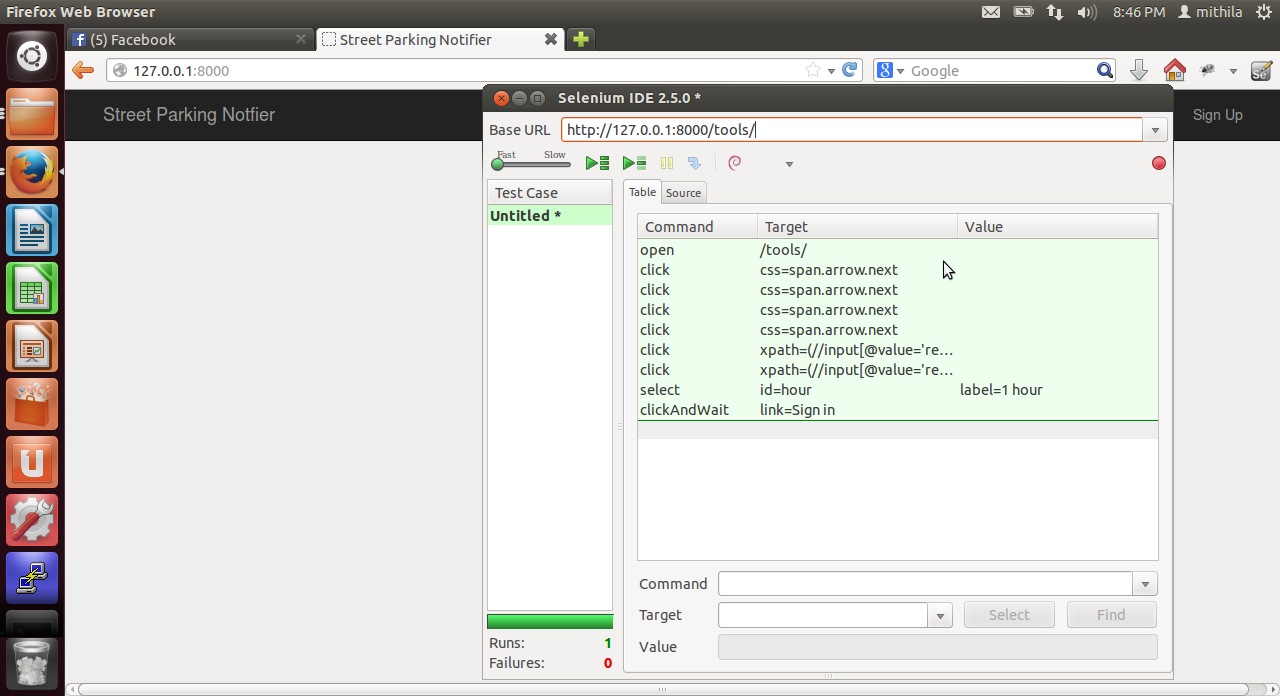 Firefox Web Browser
8:46 PM mithila
f (5) Facebook
Street Parking Notifier
127.0.0.1:8000
8 Google
Se
Street Parking Notfier
Sign Up
Selenium IDE 2.5.0 *
Base URL http://127.0.0.1:8000/tools/
Fast Slow
Test Case
Untitled *
Table Source
Command Target Value
open /tools/
click css=span.arrow.next
click css=span.arrow.next
click css=span.arrow.next
click css=span.arrow.next
click xpath=(//input[@value='re...
click xpath=(//input[@value='re...
select id=hour label=1 hour
clickAndWait link=Sign in
Command
Target Select Find
Value
Runs: 1
Failures: 0